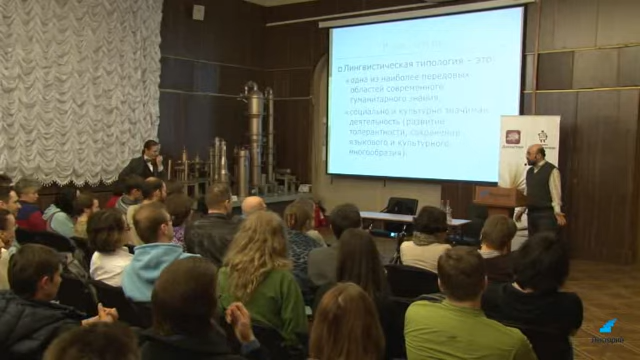 Лингвистическая типология – это:
одна из наиболее передовых
областей современного
гуманитарного знания;
социально и культурно значимая
деятельность (развитие
толерантности, сохранение
языкового и культурного
многообразия).